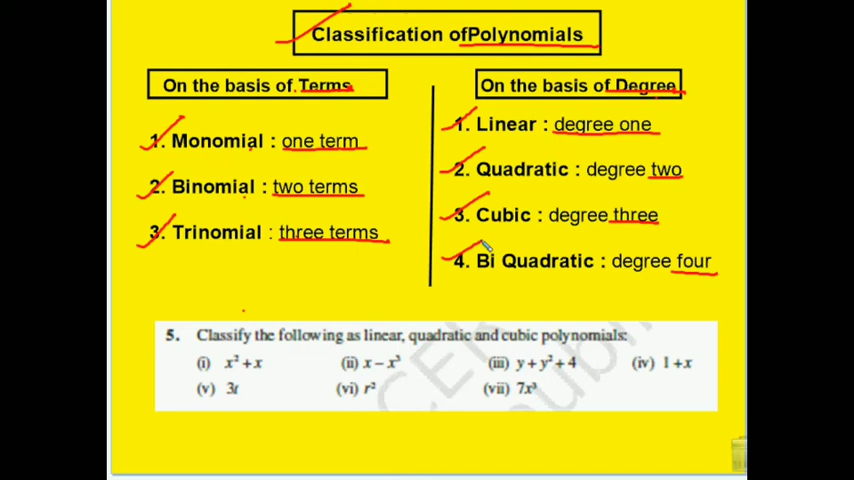 Classification ofPolynomials
On the basis of Terms
1. Monomial : one term
2. Binomial : two terms
3. Trinomial : three terms
On the basis of Degree
1. Linear : degree one
2. Quadratic : degree two
3. Cubic : degree three
4. Bi Quadratic : degree four
5. Classify the following as linear, quadratic and cubic polynomials:
(i) x² + x (ii) x – x³ (iii) y + y² + 4 (iv) 1 + x
(v) 3t (vi) r² (vii) 7x³